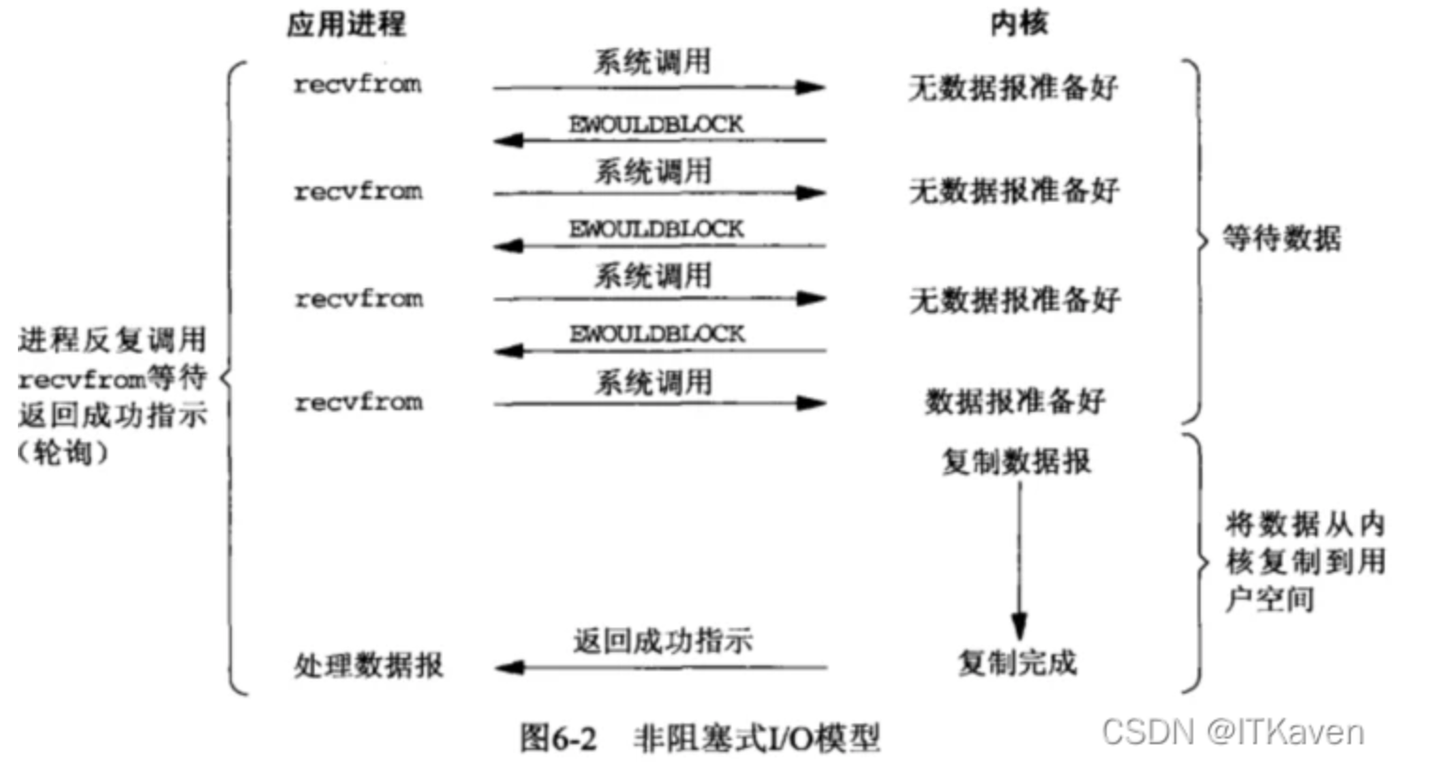 应用进程
内核
系统调用
recvfrom
无数据报准备好
EWOULDBLOCK
系统调用
recvfrom
无数据报准备好
EWOULDBLOCK
等待数据
系统调用
recvfrom
无数据报准备好
EWOULDBLOCK
进程反复调用
recvfrom等待
返回成功指示
(轮询)
系统调用
recvfrom
数据报准备好
复制数据报
将数据从内
核复制到用
户空间
返回成功指示
处理数据报
复制完成
图6-2 非阻塞式I/O模型
CSDN @ITKaven